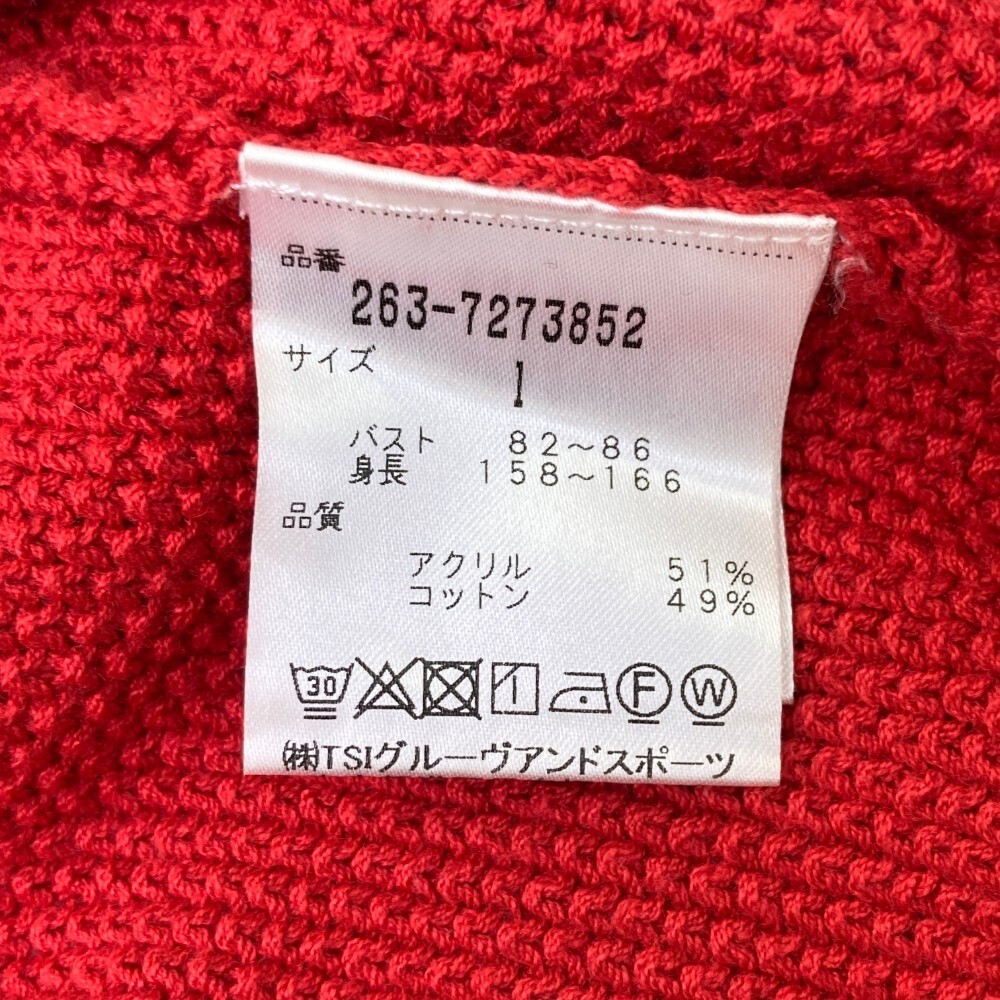 品番
263-7273852
サイズ
1
バスト 82～86
身長 158～166
品質
アクリル 51%
コットン 49%
30 F W
㈱TSIグルーヴアンドスポーツ